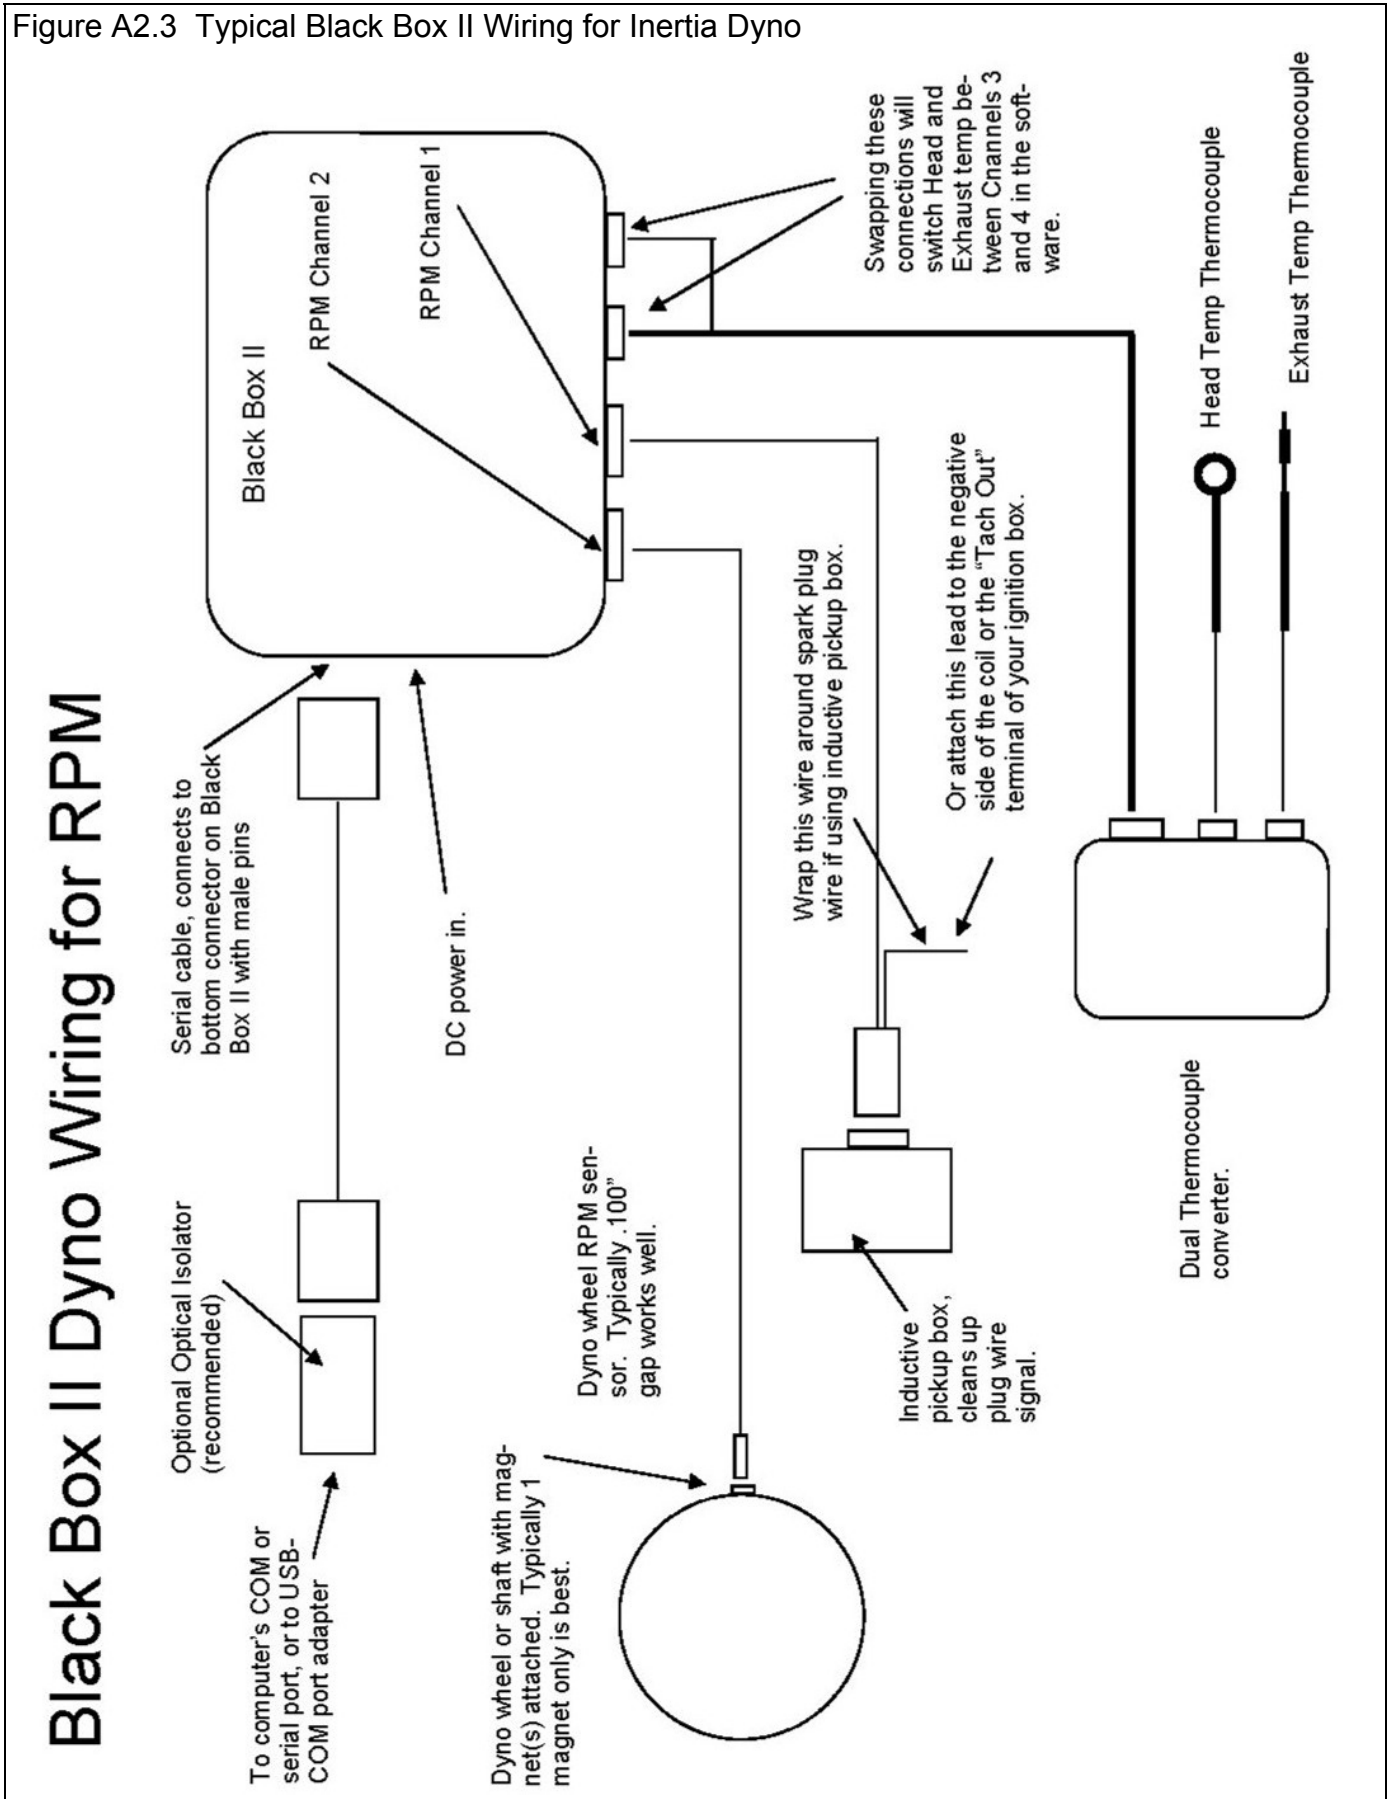 Figure A2.3  Typical Black Box II Wiring for Inertia Dyno
Black Box II Dyno Wiring for RPM
To computer's COM or
serial port, or to USB-
COM port adapter
Optional Optical Isolator
(recommended)
Serial cable, connects to
bottom connector on Black
Box II with male pins
DC power in.
Black Box II
RPM Channel 2
RPM Channel 1
Dyno wheel or shaft with mag-
net(s) attached.  Typically 1
magnet only is best.
Dyno wheel RPM sen-
sor.  Typically .100"
gap works well.
Wrap this wire around spark plug
wire if using inductive pickup box.
Or attach this lead to the negative
side of the coil or the "Tach Out"
terminal of your ignition box.
Swapping these
connections will
switch Head and
Exhaust temp be-
tween Cnannels 3
and 4 in the soft-
ware.
Inductive
pickup box,
cleans up
plug wire
signal.
Dual Thermocouple
converter.
Head Temp Thermocouple
Exhaust Temp Thermocouple